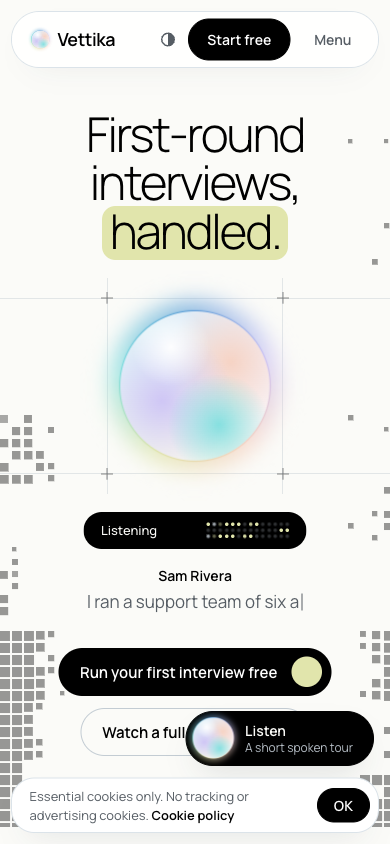 Vettika
Start free
Menu
First-round
interviews,
handled.
Listening
Sam Rivera
I ran a support team of six a
Run your first interview free
Watch a full
Listen
A short spoken tour
Essential cookies only. No tracking or
advertising cookies. Cookie policy
OK